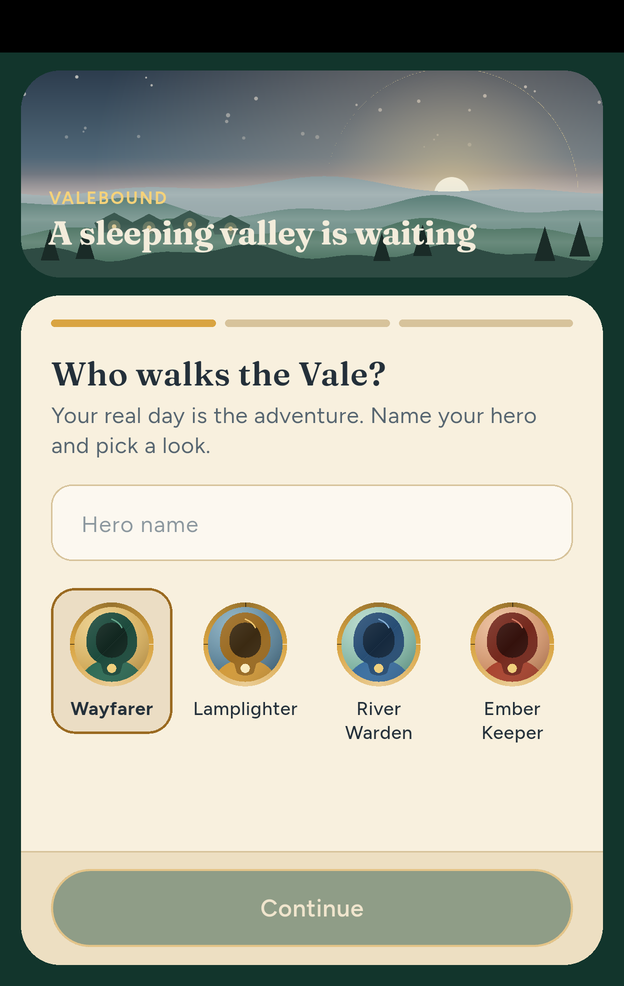 VALEBOUND
A sleeping valley is waiting
Who walks the Vale?
Your real day is the adventure. Name your hero
and pick a look.
Hero name
Wayfarer
Lamplighter
River
Warden
Ember
Keeper
Continue